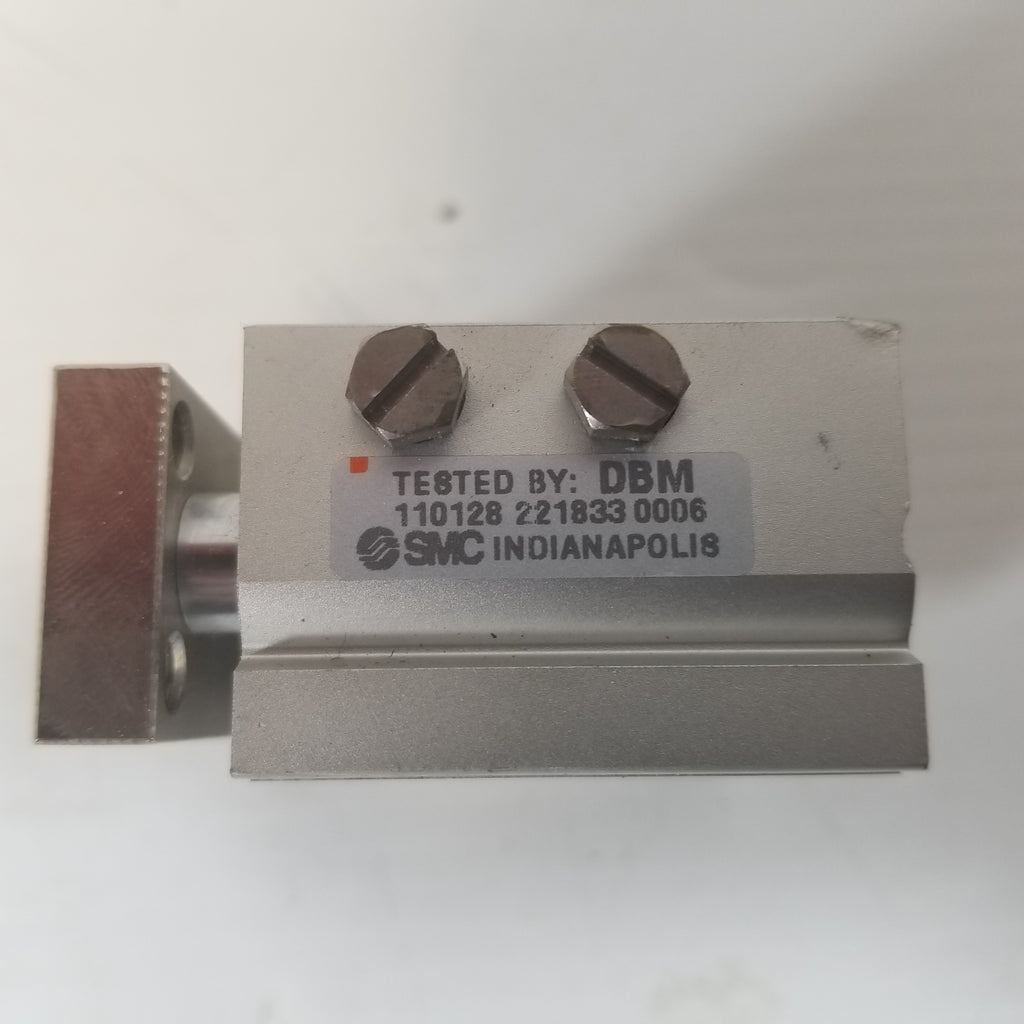 TESTED BY: DBM
110128 221833 0006
SMC INDIANAPOLIS